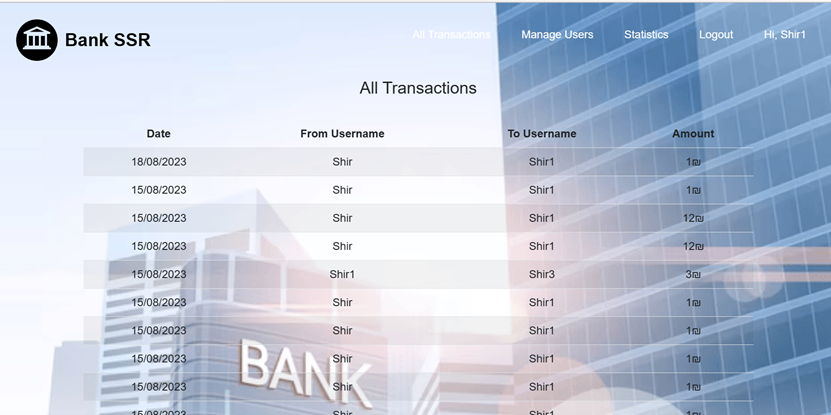 Bank SSR
All Transactions Manage Users Statistics Logout Hi, Shir1
All Transactions
Date From Username To Username Amount
18/08/2023 Shir Shir1 1₪
15/08/2023 Shir Shir1 1₪
15/08/2023 Shir Shir1 12₪
15/08/2023 Shir Shir1 12₪
15/08/2023 Shir1 Shir3 3₪
15/08/2023 Shir Shir1 1₪
15/08/2023 Shir Shir1 1₪
15/08/2023 Shir Shir1 1₪
15/08/2023 Shir Shir1 1₪
15/08/2023 Shir Shir1 1₪
BANK